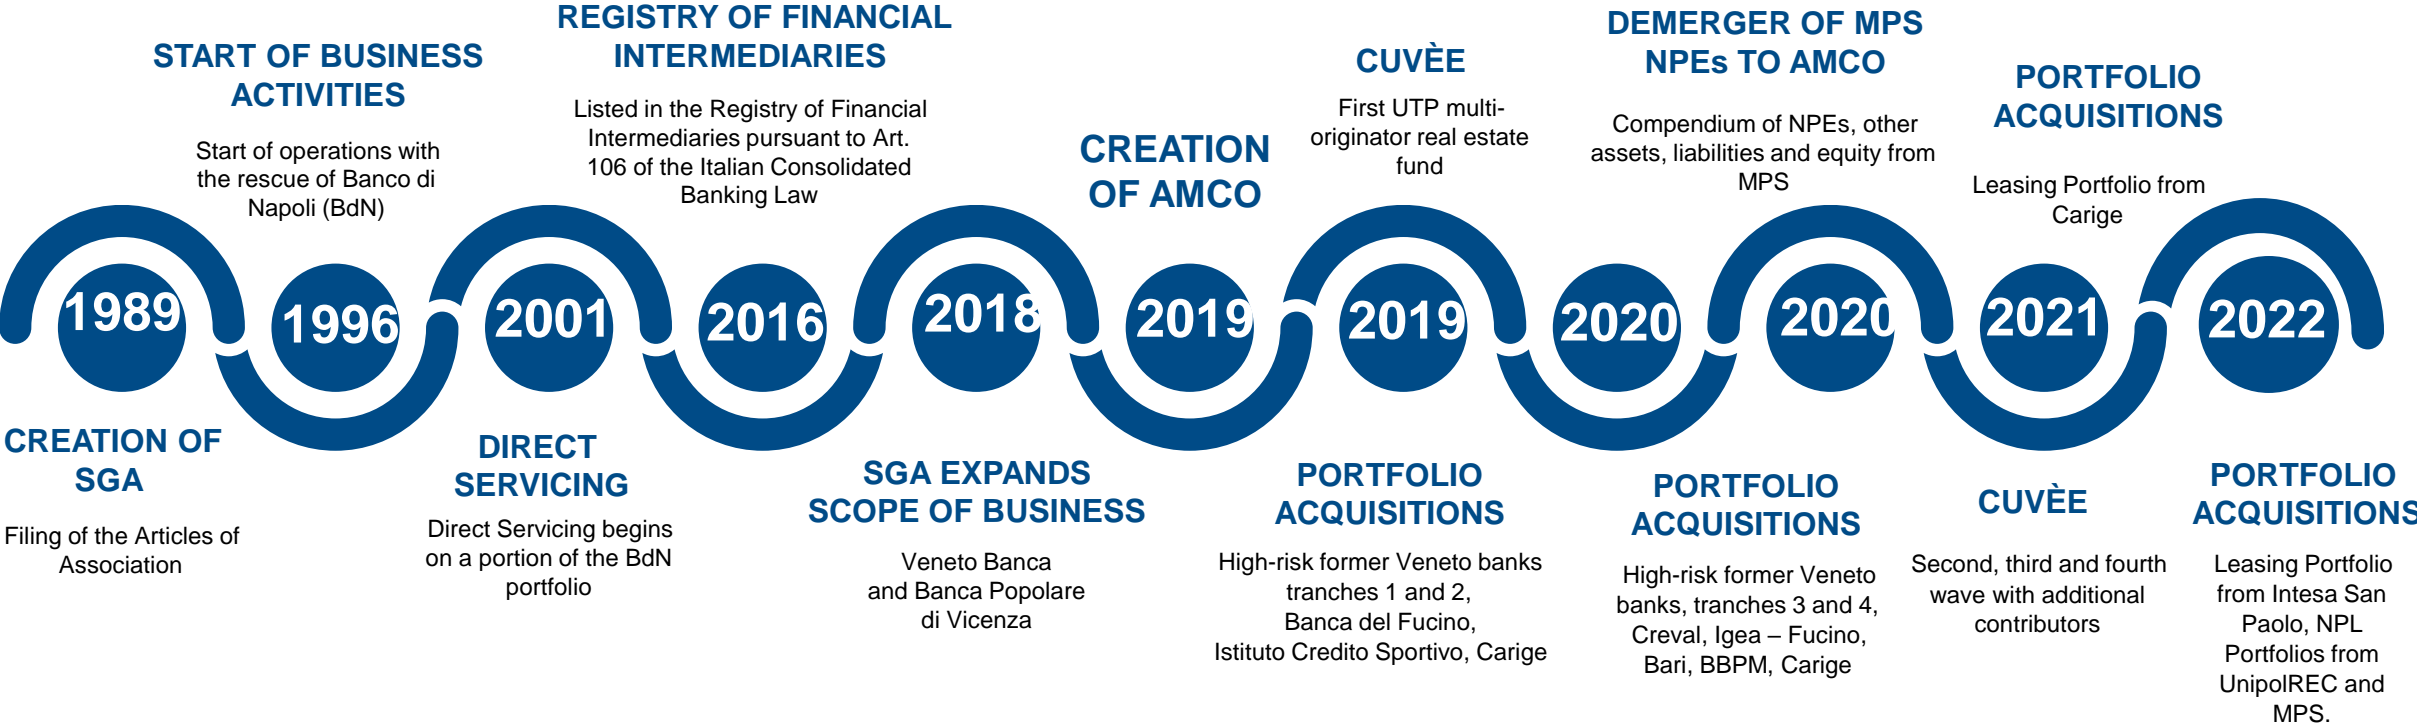 START OF BUSINESS
ACTIVITIES
Start of operations with
the rescue of Banco di
Napoli (BdN)
REGISTRY OF FINANCIAL
INTERMEDIARIES
Listed in the Registry of Financial
Intermediaries pursuant to Art.
106 of the Italian Consolidated
Banking Law
CREATION
OF AMCO
CUVÈE
First UTP multi-
originator real estate
fund
DEMERGER OF MPS
NPEs TO AMCO
Compendium of NPEs, other
assets, liabilities and equity from
MPS
PORTFOLIO
ACQUISITIONS
Leasing Portfolio from
Carige
1989
1996
2001
2016
2018
2019
2019
2020
2020
2021
2022
CREATION OF
SGA
Filing of the Articles of
Association
DIRECT
SERVICING
Direct Servicing begins
on a portion of the BdN
portfolio
SGA EXPANDS
SCOPE OF BUSINESS
Veneto Banca
and Banca Popolare
di Vicenza
PORTFOLIO
ACQUISITIONS
High-risk former Veneto banks
tranches 1 and 2,
Banca del Fucino,
Istituto Credito Sportivo, Carige
PORTFOLIO
ACQUISITIONS
High-risk former Veneto
banks, tranches 3 and 4,
Creval, Igea – Fucino,
Bari, BBPM, Carige
CUVÈE
Second, third and fourth
wave with additional
contributors
PORTFOLIO
ACQUISITIONS
Leasing Portfolio
from Intesa San
Paolo, NPL
Portfolios from
UnipolREC and
MPS.